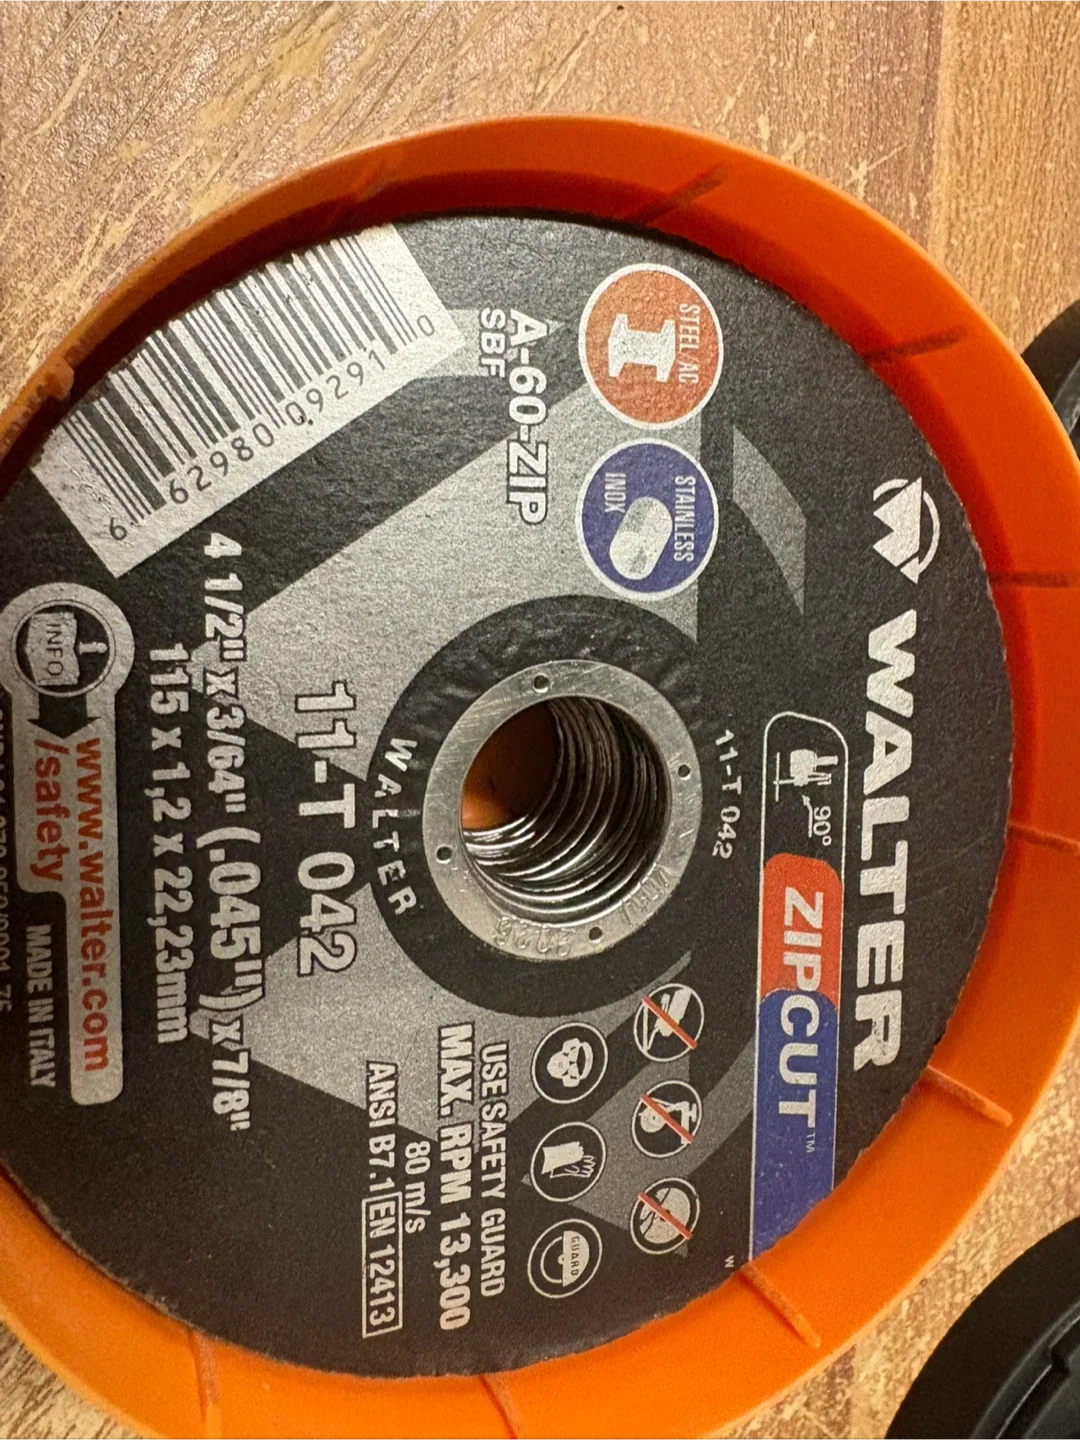 WALTER
ZIPCUT™
90°
11-T 042
STEEL/AC
STAINLESS
INOX
A-60-ZIP
SBF
WALTER
11-T 042
4 1/2" x 3/64" (.045") x 7/8"
115 x 1,2 x 22,23mm
USE SAFETY GUARD
MAX. RPM 13,300
80 m/s
ANSI B7.1 EN 12413
GUARD
W
6 62980 09291 0
INFO
www.walter.com
/safety
MADE IN ITALY